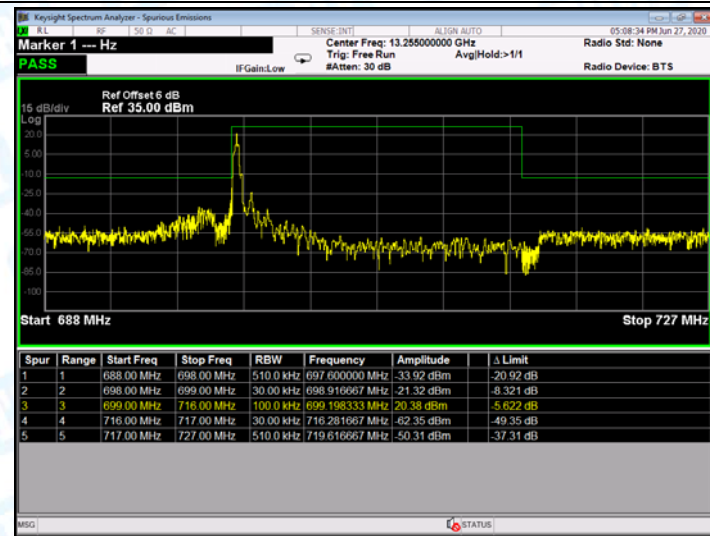 Keysight Spectrum Analyzer - Spurious Emissions
RL RF 50 Ω AC SENSE:INT ALIGN AUTO 05:08:34 PM Jun 27, 2020
Marker 1 --- Hz Center Freq: 13.255000000 GHz Radio Std: None
Trig: Free Run Avg|Hold:>1/1
PASS IFGain:Low #Atten: 30 dB Radio Device: BTS
Ref Offset 6 dB
15 dB/div Ref 35.00 dBm
Log
20.0
5.00
-10.0
-25.0
-40.0
-55.0
-70.0
-85.0
-100
Start 688 MHz Stop 727 MHz
Spur Range Start Freq Stop Freq RBW Frequency Amplitude Δ Limit
1 1 688.00 MHz 698.00 MHz 510.0 kHz 697.600000 MHz -33.92 dBm -20.92 dB
2 2 698.00 MHz 699.00 MHz 30.00 kHz 698.916667 MHz -21.32 dBm -8.321 dB
3 3 699.00 MHz 716.00 MHz 100.0 kHz 699.198333 MHz 20.38 dBm -5.622 dB
4 4 716.00 MHz 717.00 MHz 30.00 kHz 716.281667 MHz -62.35 dBm -49.35 dB
5 5 717.00 MHz 727.00 MHz 510.0 kHz 719.616667 MHz -50.31 dBm -37.31 dB
MSG STATUS